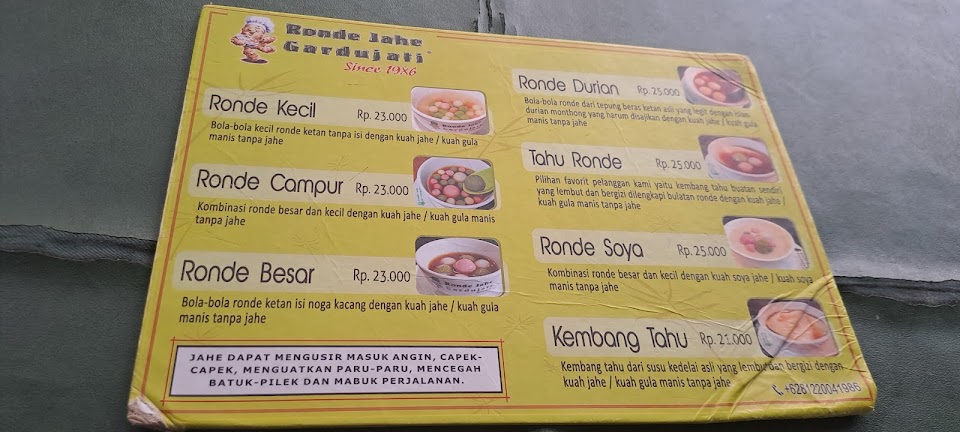 Ronde Jahe
Gardujati
Since 1986
Ronde Kecil Rp. 23.000
Bola-bola kecil ronde ketan tanpa isi dengan kuah jahe / kuah gula
manis tanpa jahe
Ronde Campur Rp. 23.000
Kombinasi ronde besar dan kecil dengan kuah jahe / kuah gula manis
tanpa jahe
Ronde Besar Rp. 23.000
Bola-bola ronde ketan isi noga kacang dengan kuah jahe / kuah gula
manis tanpa jahe
JAHE DAPAT MENGUSIR MASUK ANGIN, CAPEK-
CAPEK, MENGUATKAN PARU-PARU, MENCEGAH
BATUK-PILEK DAN MABUK PERJALANAN.
Ronde Durian Rp. 25.000
Bola-bola ronde dari tepung beras ketan asli yang legit dengan isian
durian monthong yang harum disajikan dengan kuah jahe / kuah gula
manis tanpa jahe
Tahu Ronde Rp. 25.000
Pilihan favorit pelanggan kami yaitu kembang tahu buatan sendiri
yang lembut dan bergizi dilengkapi bulatan ronde dengan kuah jahe /
kuah gula manis tanpa jahe
Ronde Soya Rp. 25.000
Kombinasi ronde besar dan kecil dengan kuah soya jahe / kuah soya
manis tanpa jahe
Kembang Tahu Rp.
Kembang tahu dari susu kedelai asli yang lembut dan bergizi dengan
kuah jahe / kuah gula manis tanpa jahe
+6281220041986